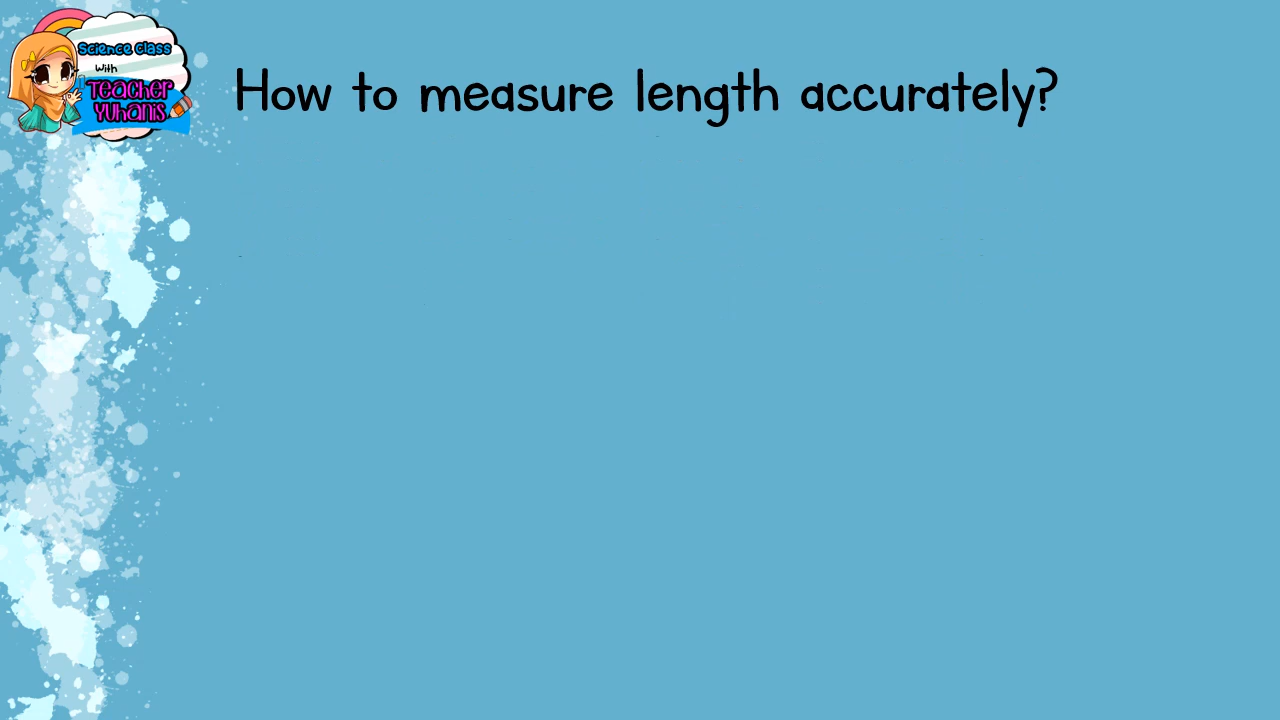 Science Class
With
Teacher
Yuhanis
How to measure length accurately?